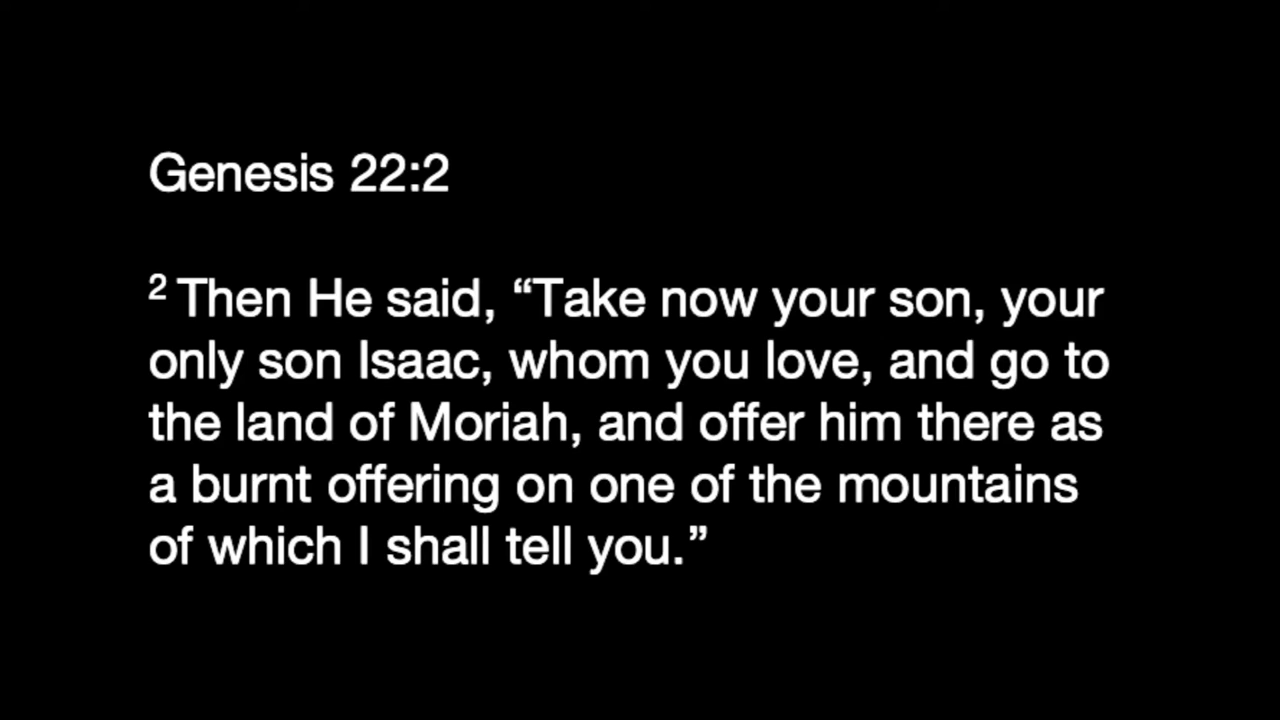 Genesis 22:2
² Then He said, “Take now your son, your
only son Isaac, whom you love, and go to
the land of Moriah, and offer him there as
a burnt offering on one of the mountains
of which I shall tell you.”